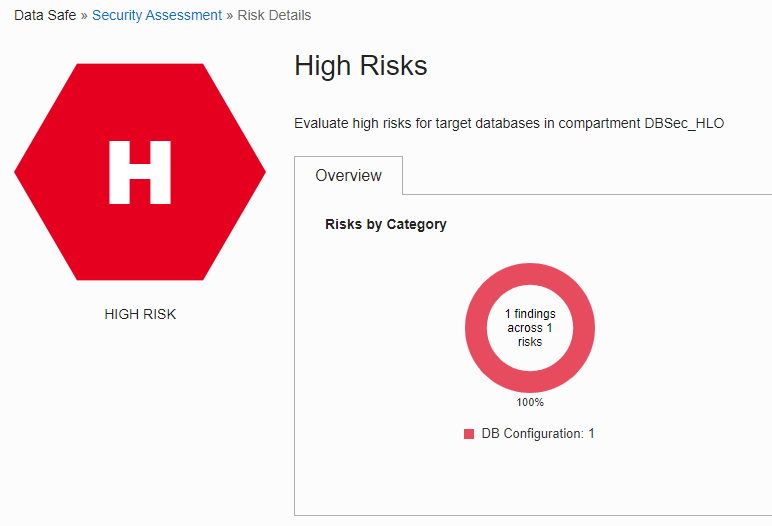 Data Safe » Security Assessment » Risk Details
H
HIGH RISK
High Risks
Evaluate high risks for target databases in compartment DBSec_HLO
Overview
Risks by Category
1 findings
across 1
risks
100%
DB Configuration: 1